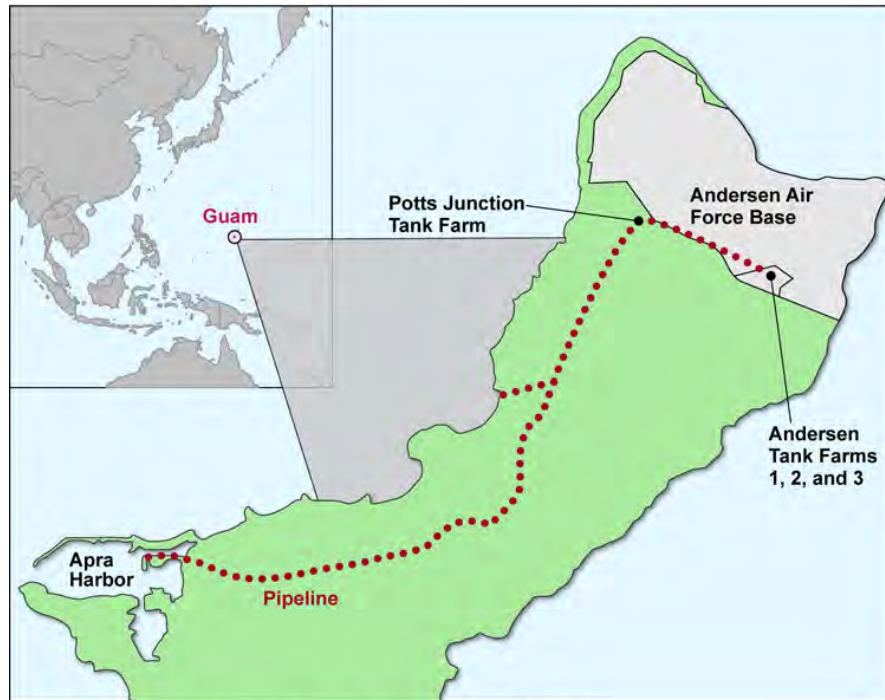 Guam
Potts Junction
Tank Farm
Andersen Air
Force Base
Andersen
Tank Farms
1, 2, and 3
Apra
Harbor
Pipeline